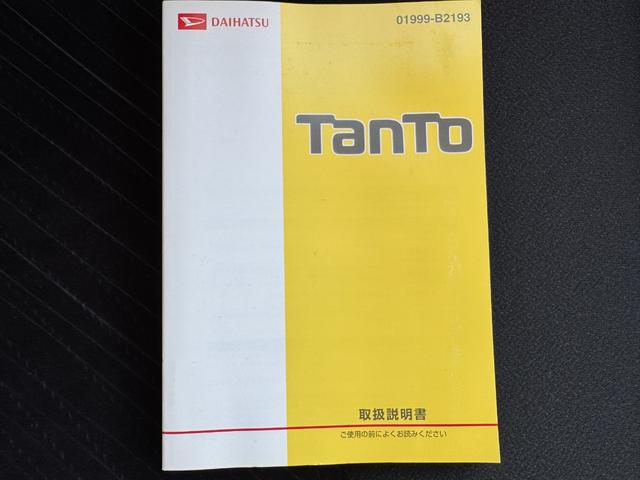 DAIHATSU 01999-B2193
TanTo
取扱説明書
ご使用の前によくお読みください